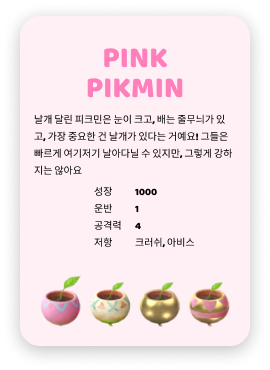 PINK
PIKMIN
날개 달린 피크민은 눈이 크고, 배는 줄무늬가 있
고, 가장 중요한 건 날개가 있다는 거예요! 그들은
빠르게 여기저기 날아다닐 수 있지만, 그렇게 강하
지는 않아요
성장 1000
운반 1
공격력 4
저항 크러쉬, 아비스